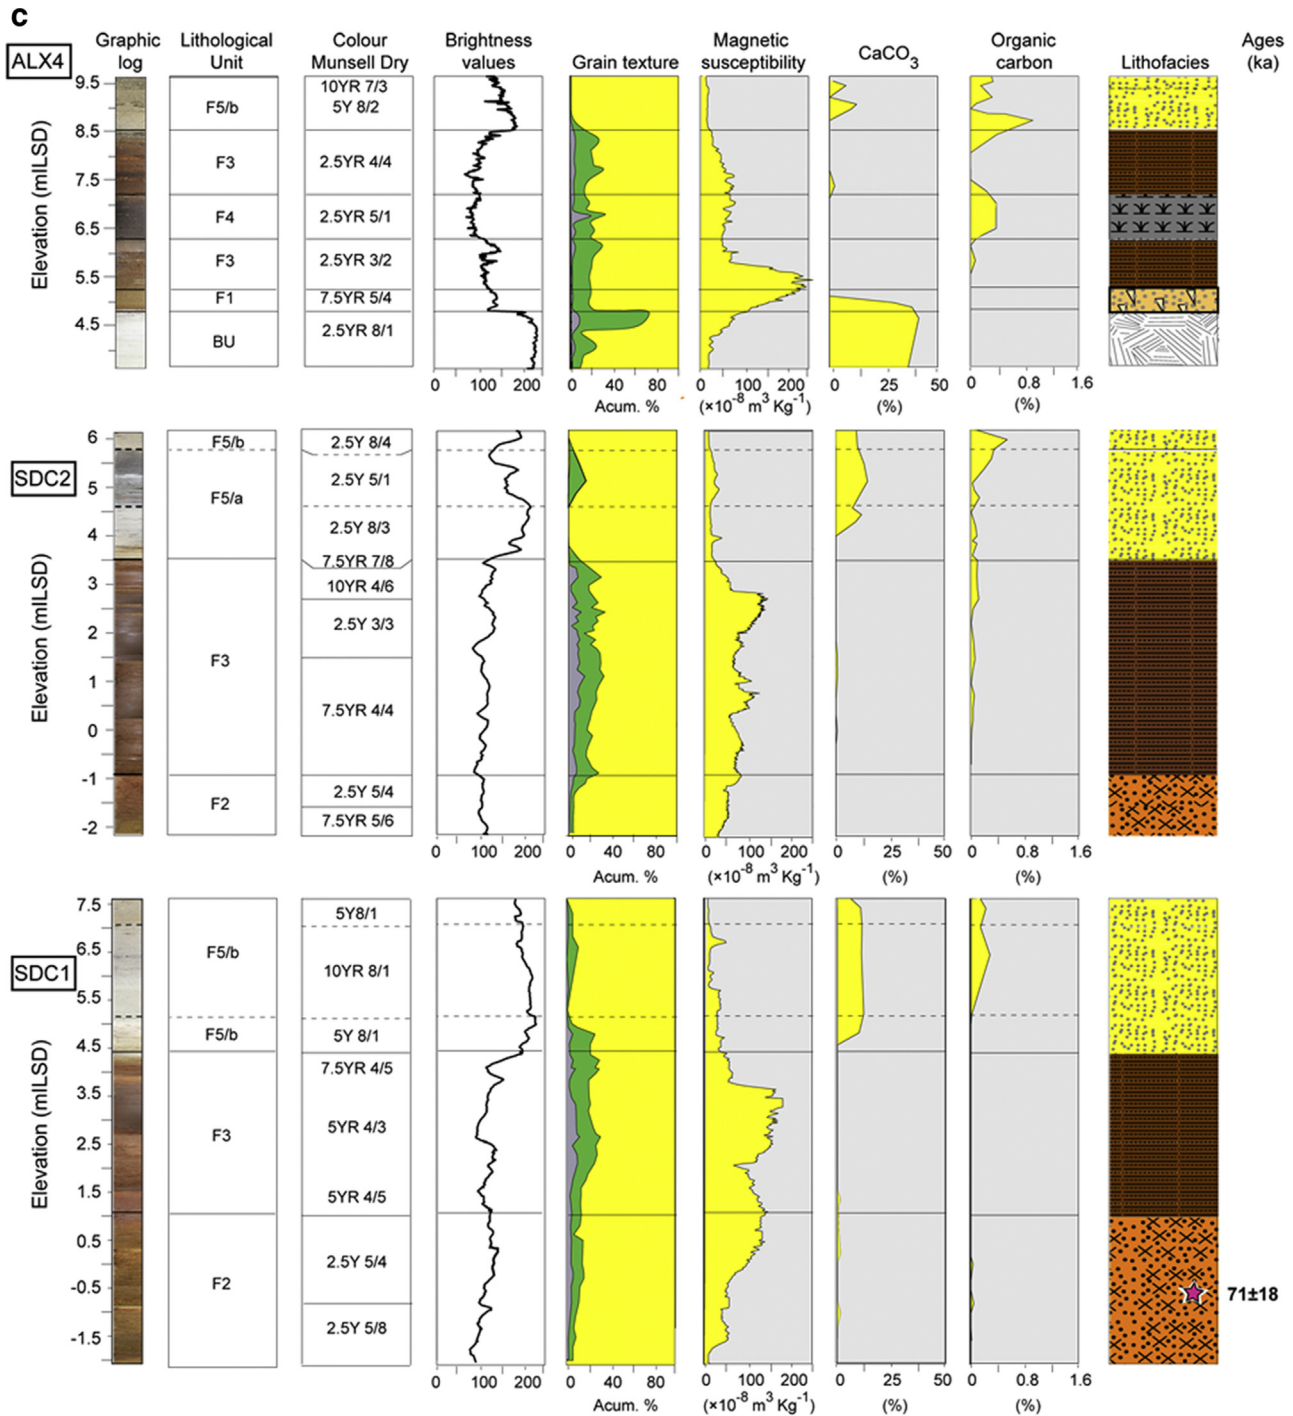 c
ALX4
Graphic log
Lithological Unit
Colour Munsell Dry
Brightness values
Grain texture
Magnetic susceptibility
CaCO3
Organic carbon
Lithofacies
Ages (ka)
Elevation (mILSD)
9.5
8.5
7.5
6.5
5.5
4.5
F5/b
F3
F4
F3
F1
BU
10YR 7/3
5Y 8/2
2.5YR 4/4
2.5YR 5/1
2.5YR 3/2
7.5YR 5/4
2.5YR 8/1
0 100 200
0 40 80
0 100 200
0 25 50
0 0.8 1.6
Acum. %
(×10-8 m3 Kg-1)
(%)
(%)
SDC2
Elevation (mILSD)
6
5
4
3
2
1
0
-1
-2
F5/b
F5/a
F3
F2
2.5Y 8/4
2.5Y 5/1
2.5Y 8/3
7.5YR 7/8
10YR 4/6
2.5Y 3/3
7.5YR 4/4
2.5Y 5/4
7.5YR 5/6
0 100 200
0 40 80
0 100 200
0 25 50
0 0.8 1.6
Acum. %
(×10-8 m3 Kg-1)
(%)
(%)
SDC1
Elevation (mILSD)
7.5
6.5
5.5
4.5
3.5
2.5
1.5
0.5
-0.5
-1.5
F5/b
F5/b
F3
F2
5Y8/1
10YR 8/1
5Y 8/1
7.5YR 4/5
5YR 4/3
5YR 4/5
2.5Y 5/4
2.5Y 5/8
71±18
0 100 200
0 40 80
0 100 200
0 25 50
0 0.8 1.6
Acum. %
(×10-8 m3 Kg-1)
(%)
(%)